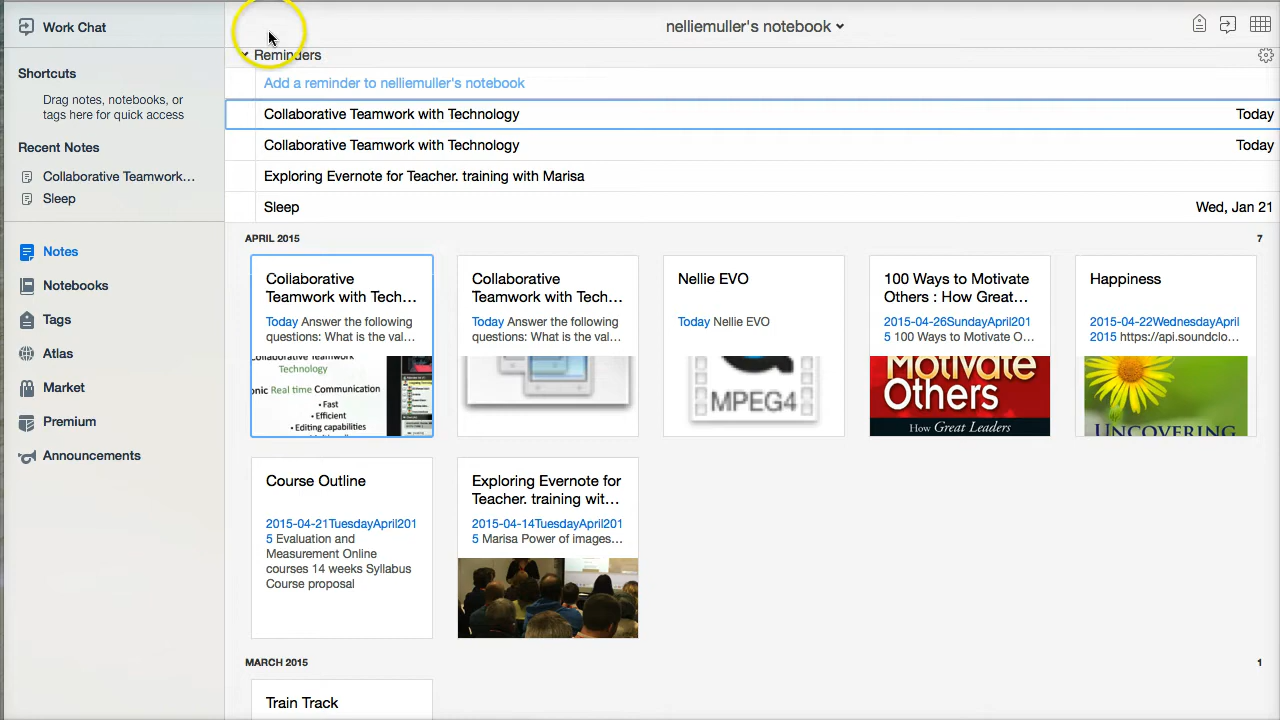 Work Chat
Shortcuts
Drag notes, notebooks, or
tags here for quick access
Recent Notes
Collaborative Teamwork...
Sleep
Notes
Notebooks
Tags
Atlas
Market
Premium
Announcements
nelliemuller's notebook
Reminders
Add a reminder to nelliemuller's notebook
Collaborative Teamwork with Technology Today
Collaborative Teamwork with Technology Today
Exploring Evernote for Teacher. training with Marisa
Sleep Wed, Jan 21
APRIL 2015 7
Collaborative
Teamwork with Tech...
Today Answer the following
questions: What is the val...
Technology
Real time Communication
• Fast
• Efficient
• Editing capabilities
Collaborative
Teamwork with Tech...
Today Answer the following
questions: What is the val...
Nellie EVO
Today Nellie EVO
MPEG4
100 Ways to Motivate
Others : How Great...
2015-04-26SundayApril201
5 100 Ways to Motivate O...
Motivate
Others
How Great Leaders
Happiness
2015-04-22WednesdayApril
2015 https://api.soundclo...
UNCOVERING
Course Outline
2015-04-21TuesdayApril201
5 Evaluation and
Measurement Online
courses 14 weeks Syllabus
Course proposal
Exploring Evernote for
Teacher. training wit...
2015-04-14TuesdayApril201
5 Marisa Power of images...
MARCH 2015 1
Train Track